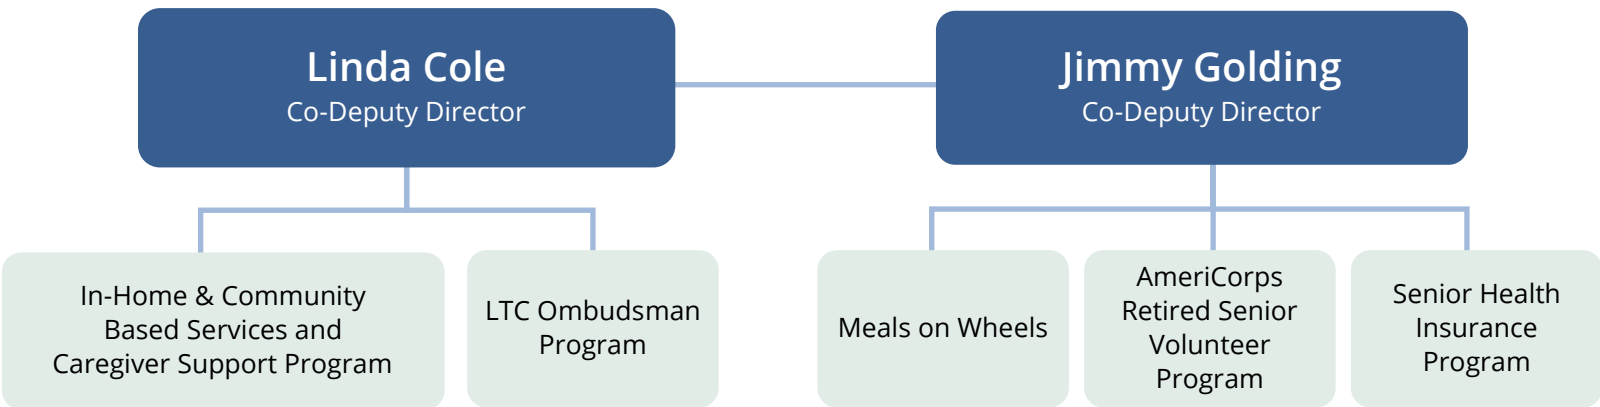 Linda Cole
Co-Deputy Director
Jimmy Golding
Co-Deputy Director
In-Home & Community
Based Services and
Caregiver Support Program
LTC Ombudsman
Program
Meals on Wheels
AmeriCorps
Retired Senior
Volunteer
Program
Senior Health
Insurance
Program